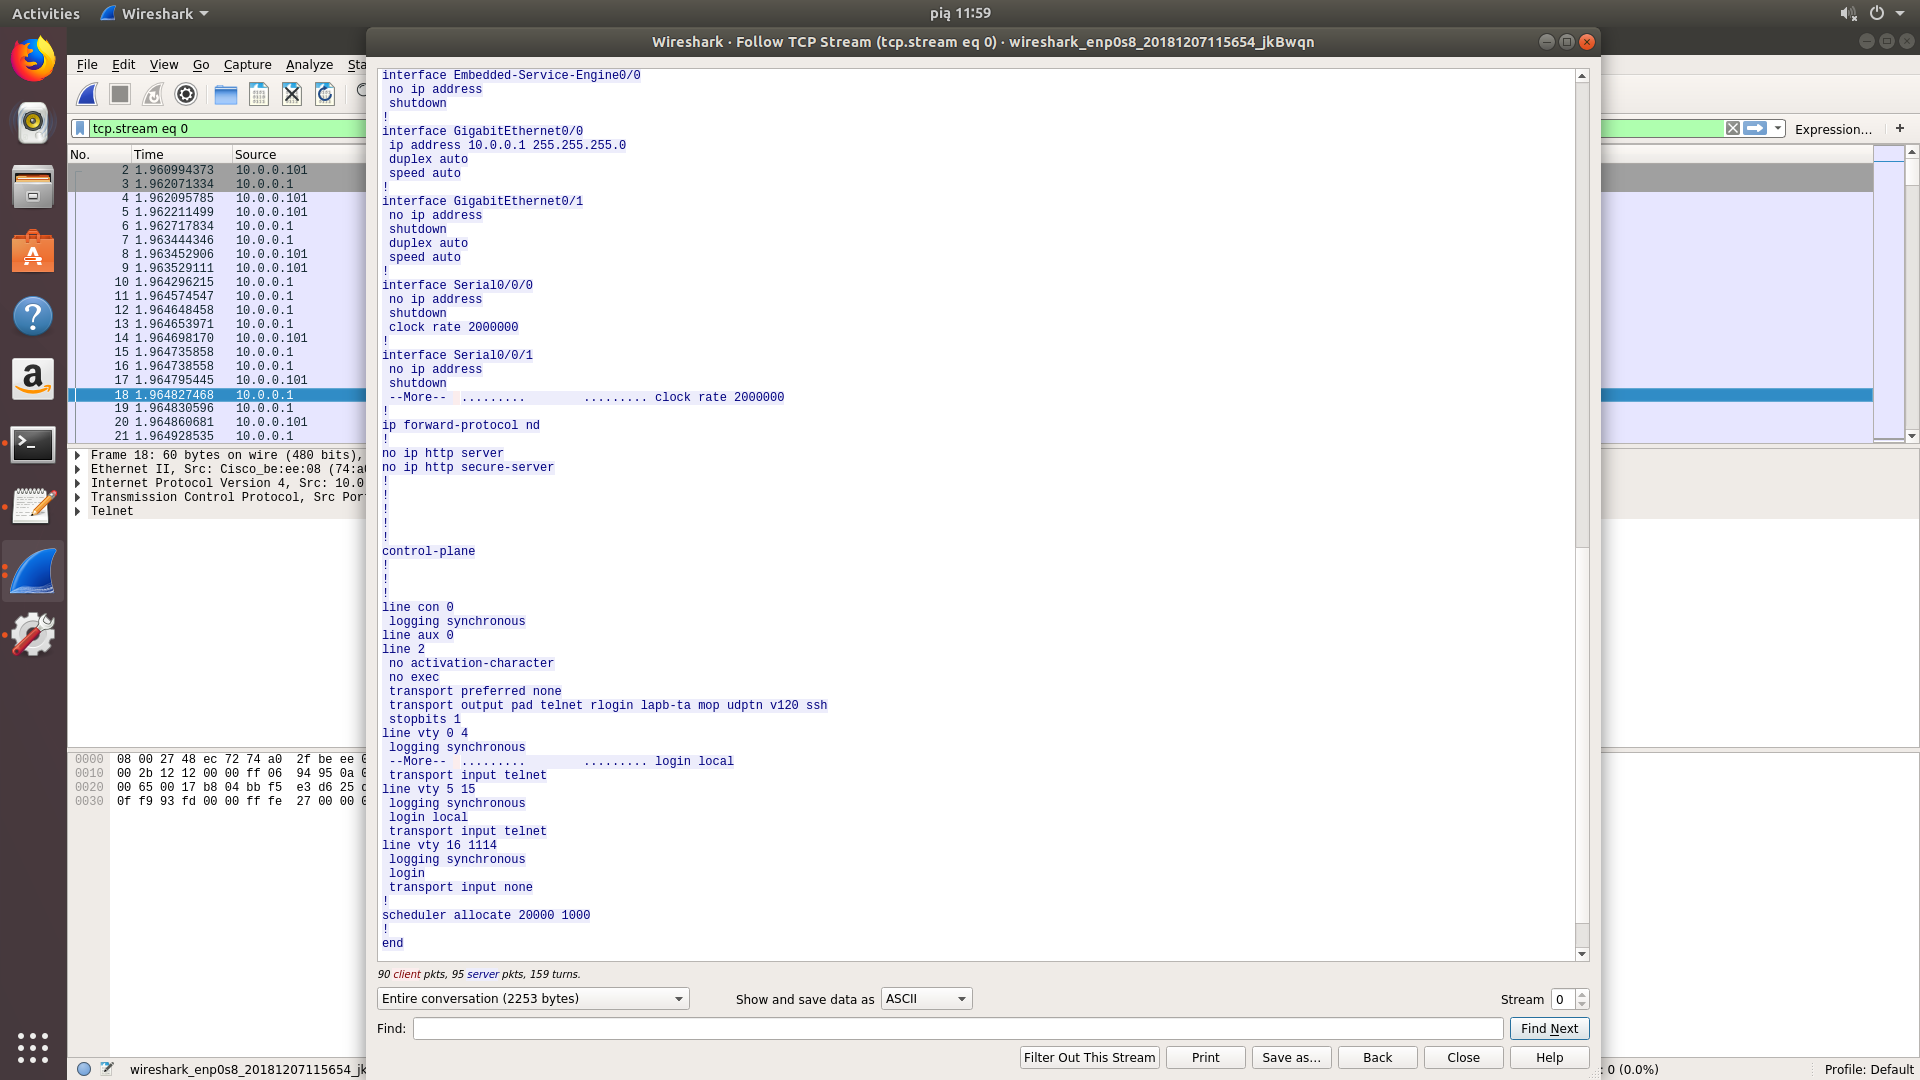 Activities
Wireshark
pią 11:59
Wireshark · Follow TCP Stream (tcp.stream eq 0) · wireshark_enp0s8_20181207115654_jkBwqn
File Edit View Go Capture Analyze Sta
tcp.stream eq 0
Expression… +
No. Time Source
2 1.960994373 10.0.0.101
3 1.962071334 10.0.0.1
4 1.962095785 10.0.0.101
5 1.962211499 10.0.0.101
6 1.962717834 10.0.0.1
7 1.963444346 10.0.0.1
8 1.963452906 10.0.0.101
9 1.963529111 10.0.0.101
10 1.964296215 10.0.0.1
11 1.964574547 10.0.0.1
12 1.964648458 10.0.0.1
13 1.964653971 10.0.0.1
14 1.964698170 10.0.0.101
15 1.964735858 10.0.0.1
16 1.964738558 10.0.0.1
17 1.964795445 10.0.0.101
18 1.964827468 10.0.0.1
19 1.964830596 10.0.0.1
20 1.964860681 10.0.0.101
21 1.964928535 10.0.0.1
Frame 18: 60 bytes on wire (480 bits),
Ethernet II, Src: Cisco_be:ee:08 (74:a0
Internet Protocol Version 4, Src: 10.0
Transmission Control Protocol, Src Por
Telnet
0000 08 00 27 48 ec 72 74 a0 2f be ee 0
0010 00 2b 12 12 00 00 ff 06 94 95 0a 0
0020 00 65 00 17 b8 04 bb f5 e3 d6 25
0030 0f f9 93 fd 00 00 ff fe 27 00 00 0
interface Embedded-Service-Engine0/0
 no ip address
 shutdown
!
interface GigabitEthernet0/0
 ip address 10.0.0.1 255.255.255.0
 duplex auto
 speed auto
!
interface GigabitEthernet0/1
 no ip address
 shutdown
 duplex auto
 speed auto
!
interface Serial0/0/0
 no ip address
 shutdown
 clock rate 2000000
!
interface Serial0/0/1
 no ip address
 shutdown
 --More--  .........        ......... clock rate 2000000
!
ip forward-protocol nd
!
no ip http server
no ip http secure-server
!
!
!
!
!
control-plane
!
!
!
line con 0
 logging synchronous
line aux 0
line 2
 no activation-character
 no exec
 transport preferred none
 transport output pad telnet rlogin lapb-ta mop udptn v120 ssh
 stopbits 1
line vty 0 4
 logging synchronous
 --More--  .........        ......... login local
 transport input telnet
line vty 5 15
 logging synchronous
 login local
 transport input telnet
line vty 16 1114
 logging synchronous
 login
 transport input none
!
scheduler allocate 20000 1000
!
end
90 client pkts, 95 server pkts, 159 turns.
Entire conversation (2253 bytes)
Show and save data as ASCII
Stream 0
Find:
Find Next
Filter Out This Stream Print Save as… Back Close Help
wireshark_enp0s8_20181207115654_jk
: 0 (0.0%)
Profile: Default